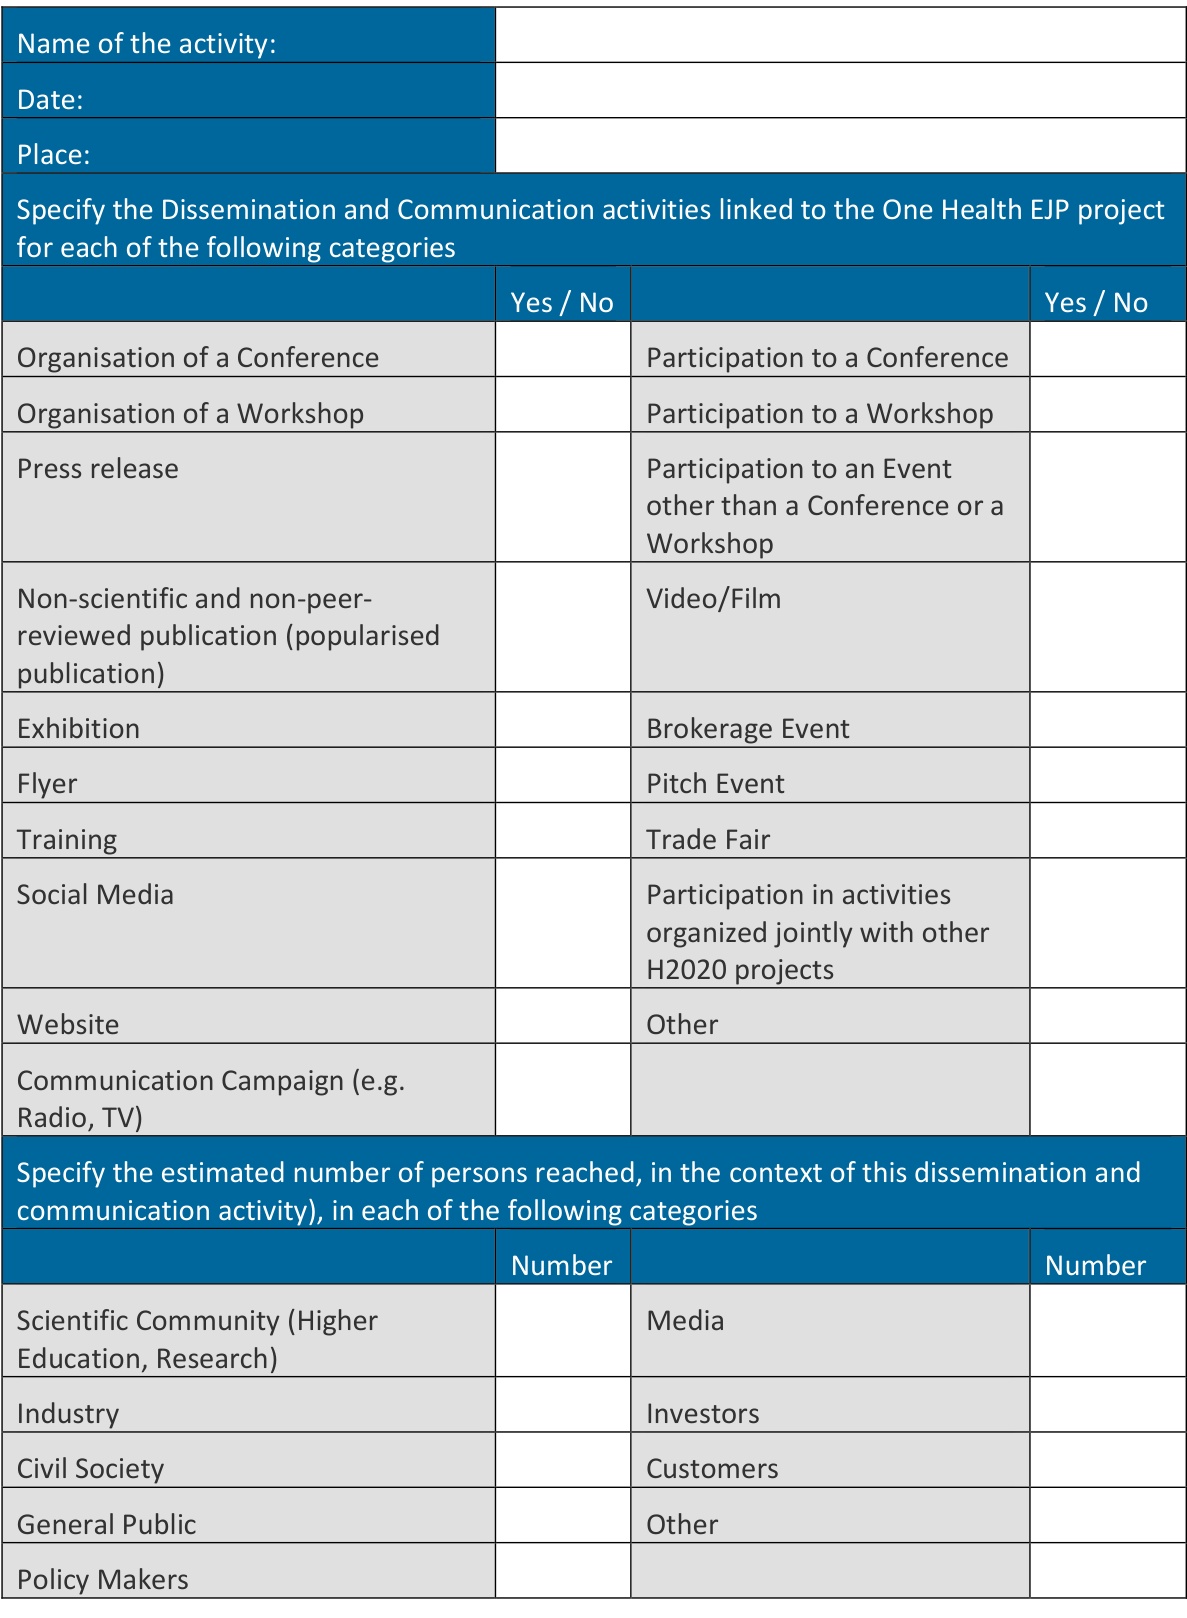 Name of the activity:
Date:
Place:
Specify the Dissemination and Communication activities linked to the One Health EJP project
for each of the following categories
Yes / No
Yes / No
Organisation of a Conference
Participation to a Conference
Organisation of a Workshop
Participation to a Workshop
Press release
Participation to an Event
other than a Conference or a
Workshop
Non-scientific and non-peer-
reviewed publication (popularised
publication)
Video/Film
Exhibition
Brokerage Event
Flyer
Pitch Event
Training
Trade Fair
Social Media
Participation in activities
organized jointly with other
H2020 projects
Website
Other
Communication Campaign (e.g.
Radio, TV)
Specify the estimated number of persons reached, in the context of this dissemination and
communication activity), in each of the following categories
Number
Number
Scientific Community (Higher
Education, Research)
Media
Industry
Investors
Civil Society
Customers
General Public
Other
Policy Makers